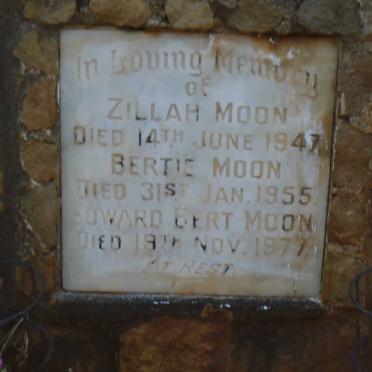 In Loving Memory
of
ZILLAH MOON
DIED 14TH JUNE 1947
BERTIE MOON
DIED 31ST JAN. 1955.
EDWARD BERT MOON
DIED 19TH NOV. 1977.
AT REST.